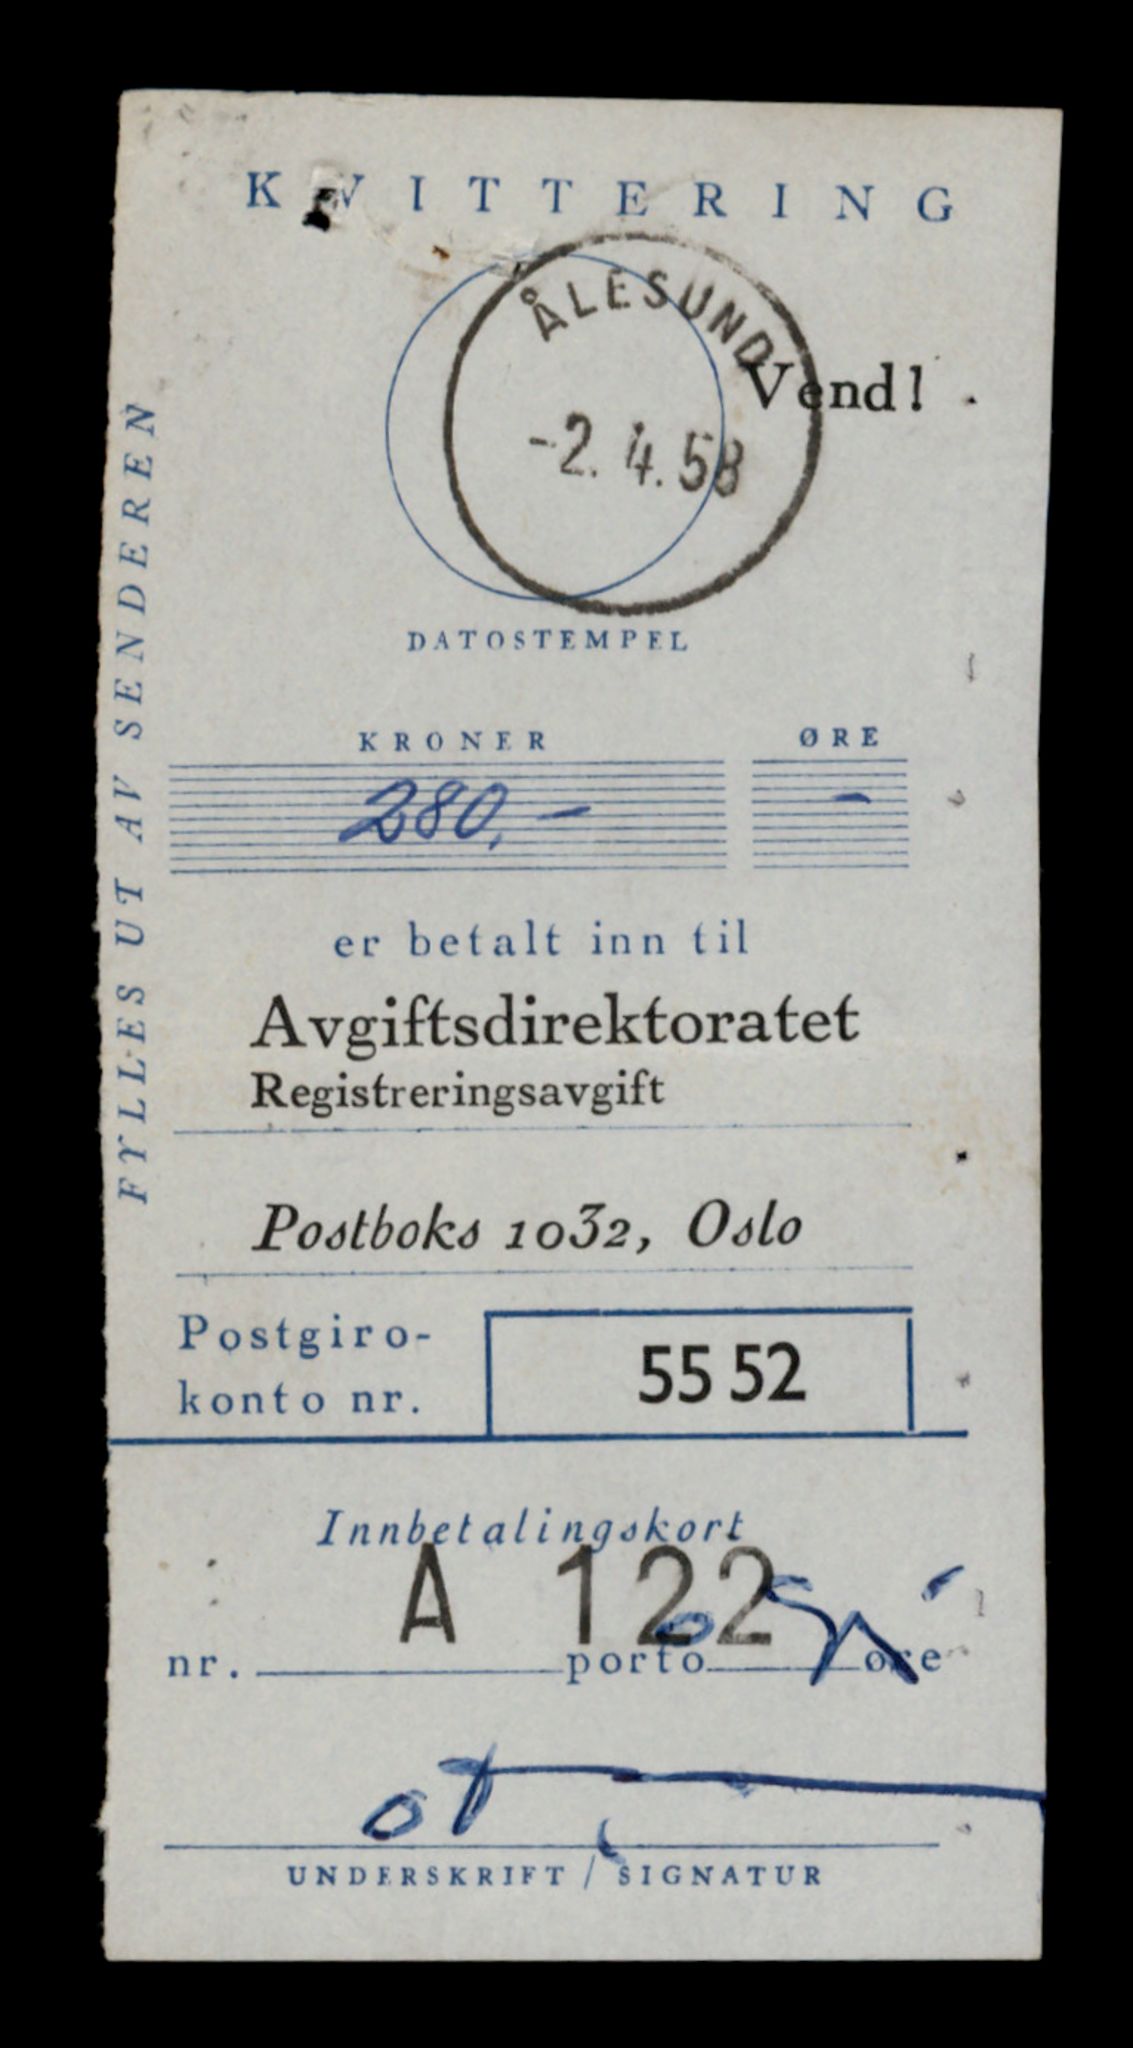 KVITTERING
ÅLESUND
-2. 4. 58
Vend!
DATOSTEMPEL
FYLLES UT AV SENDEREN
KRONER ØRE
280,- -
er betalt inn til
Avgiftsdirektoratet
Registreringsavgift
Postboks 1032, Oslo
Postgiro-
konto nr.
55 52
Innbetalingskort
A 122
nr. porto øre
UNDERSKRIFT / SIGNATUR